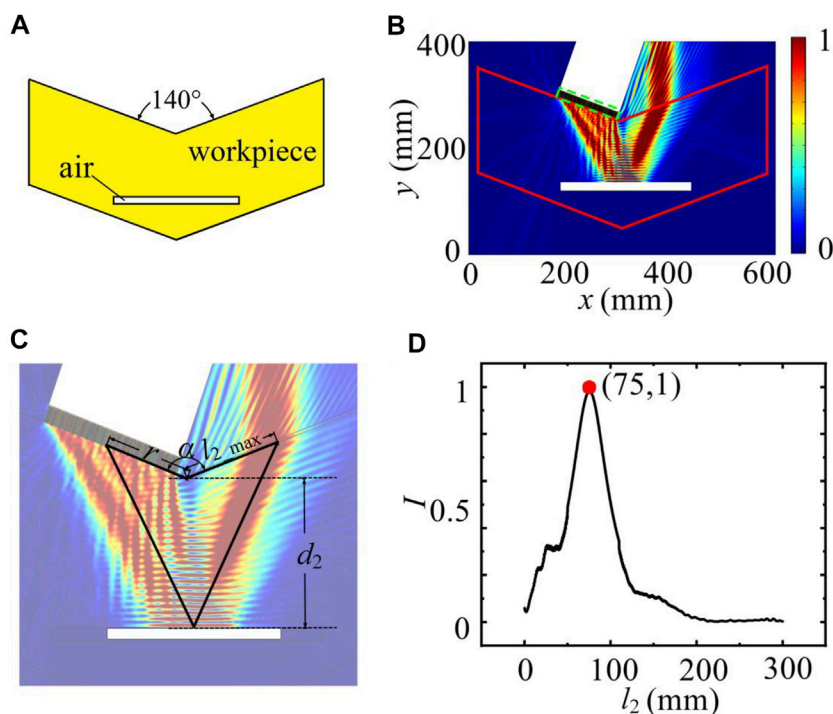 A
140°
workpiece
air
B
400
200
0
y (mm)
0 200 400 600
x (mm)
1
0
C
r α l₂ max
d₂
D
1
0.5
0
I
(75,1)
0 100 200 300
l₂ (mm)